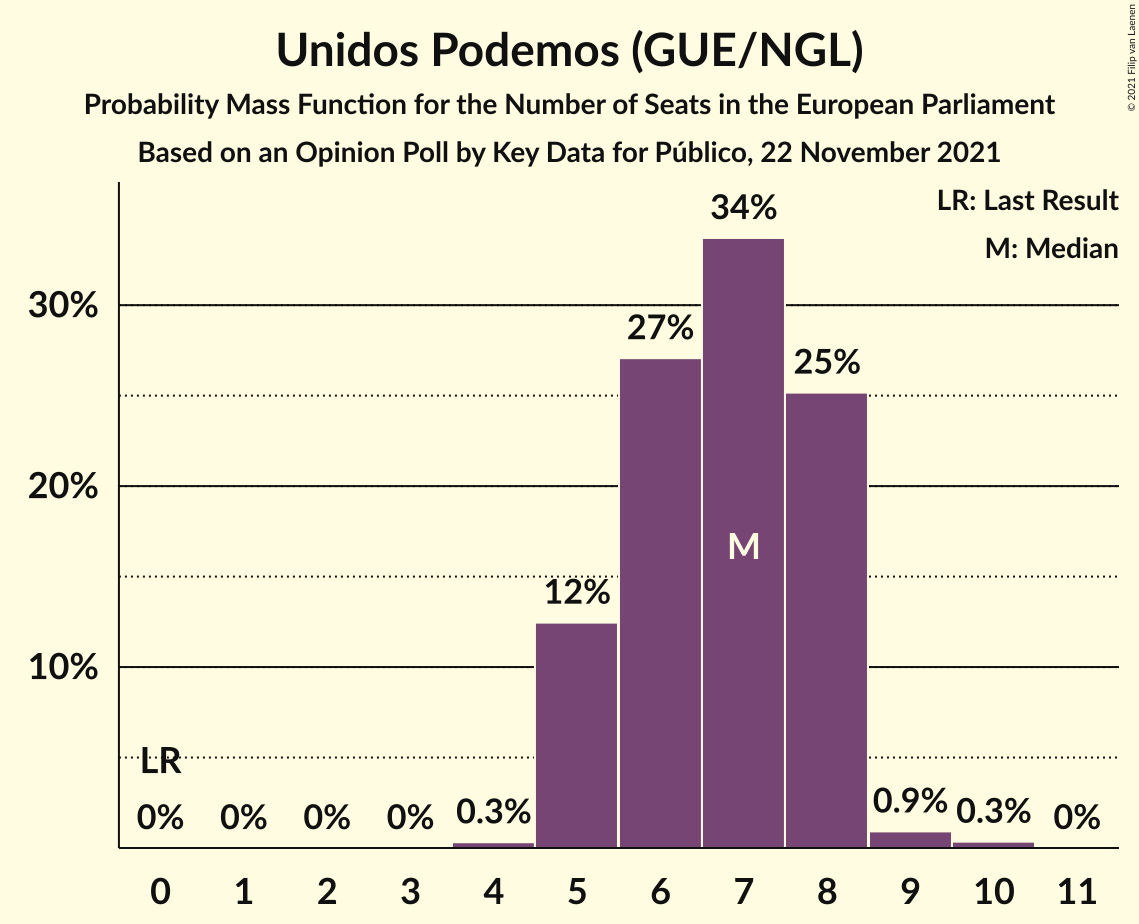 Unidos Podemos (GUE/NGL)
Probability Mass Function for the Number of Seats in the European Parliament
Based on an Opinion Poll by Key Data for Público, 22 November 2021
© 2021 Filip van Laenen
LR: Last Result
M: Median
34%
30%
27%
25%
20%
M
12%
10%
LR
0% 0% 0% 0% 0.3% 0.9% 0.3% 0%
0 1 2 3 4 5 6 7 8 9 10 11